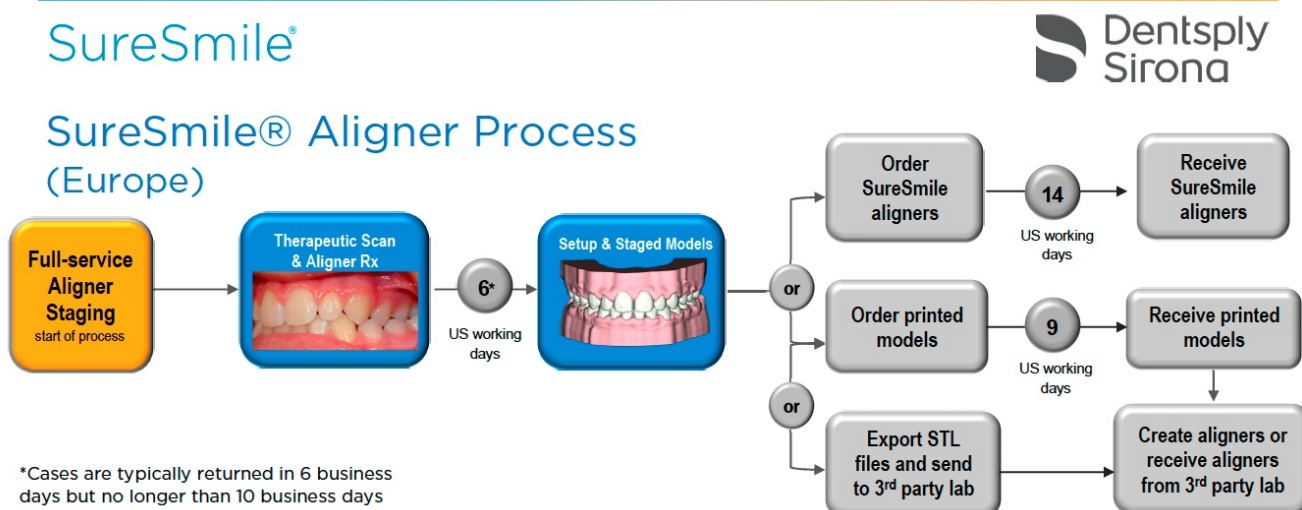 SureSmile®
Dentsply
Sirona
SureSmile® Aligner Process
(Europe)
Full-service
Aligner
Staging
start of process
Therapeutic Scan
& Aligner Rx
6*
US working
days
Setup & Staged Models
or
or
Order
SureSmile
aligners
14
US working
days
Receive
SureSmile
aligners
Order printed
models
9
US working
days
Receive printed
models
Export STL
files and send
to 3rd party lab
Create aligners or
receive aligners
from 3rd party lab
*Cases are typically returned in 6 business
days but no longer than 10 business days